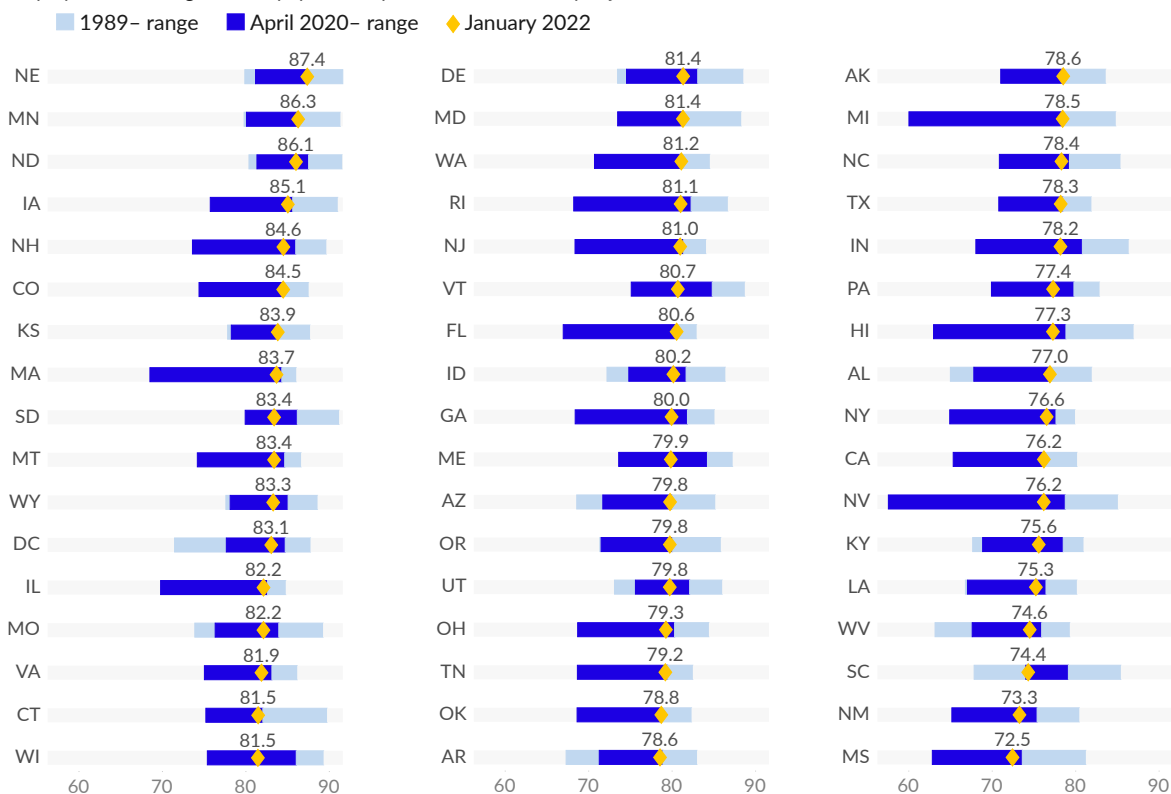 1989– range April 2020– range January 2022
NE 87.4
MN 86.3
ND 86.1
IA 85.1
NH 84.6
CO 84.5
KS 83.9
MA 83.7
SD 83.4
MT 83.4
WY 83.3
DC 83.1
IL 82.2
MO 82.2
VA 81.9
CT 81.5
WI 81.5
60 70 80 90
DE 81.4
MD 81.4
WA 81.2
RI 81.1
NJ 81.0
VT 80.7
FL 80.6
ID 80.2
GA 80.0
ME 79.9
AZ 79.8
OR 79.8
UT 79.8
OH 79.3
TN 79.2
OK 78.8
AR 78.6
60 70 80 90
AK 78.6
MI 78.5
NC 78.4
TX 78.3
IN 78.2
PA 77.4
HI 77.3
AL 77.0
NY 76.6
CA 76.2
NV 76.2
KY 75.6
LA 75.3
WV 74.6
SC 74.4
NM 73.3
MS 72.5
60 70 80 90